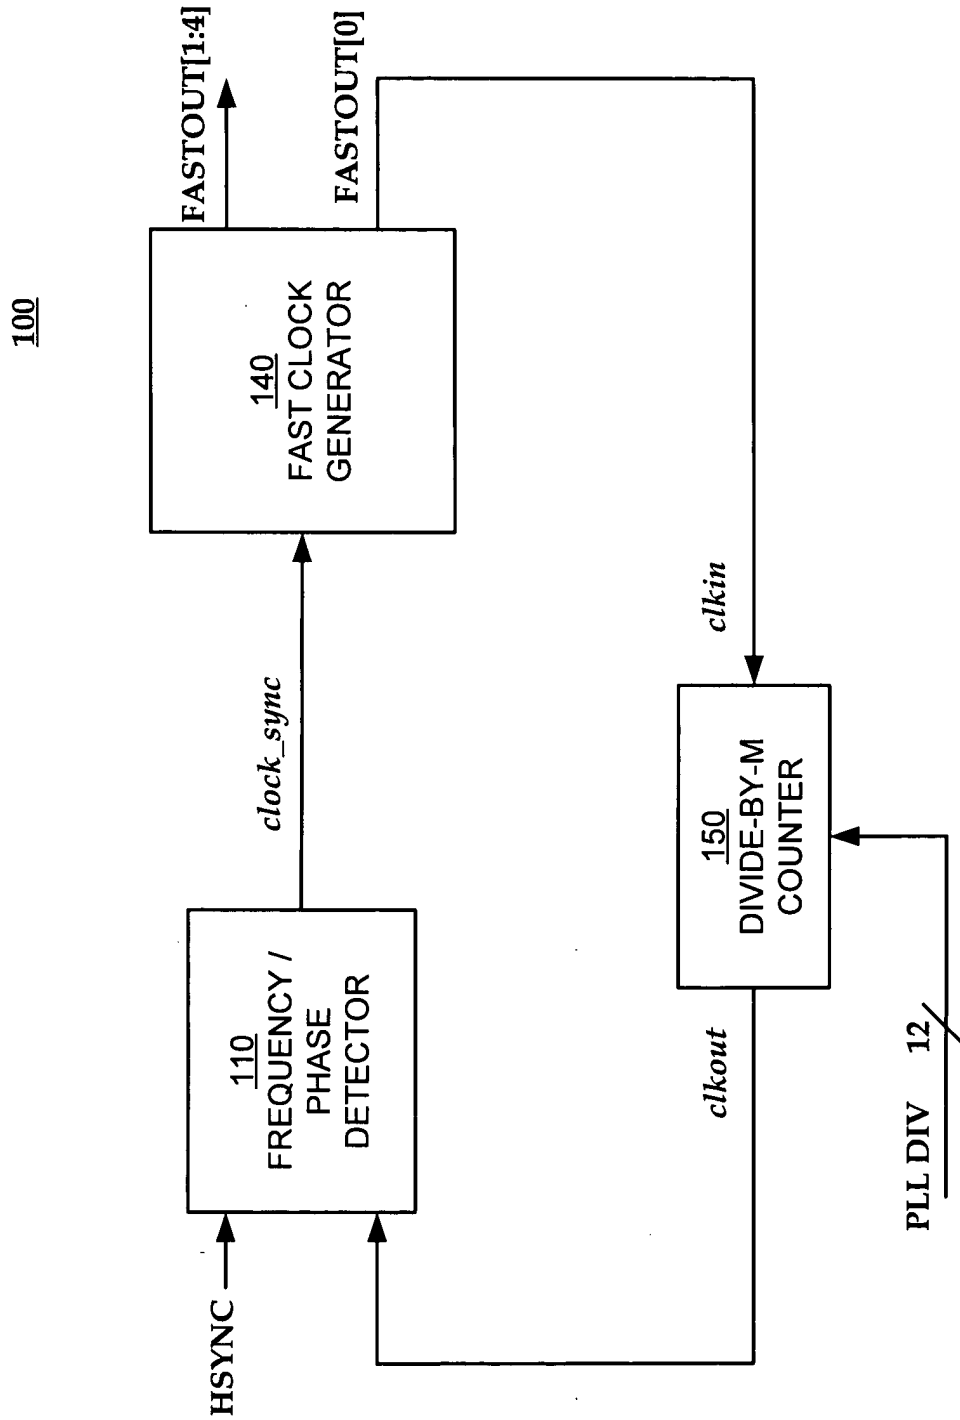 100
HSYNC
110
FREQUENCY /
PHASE
DETECTOR
clock_sync
140
FAST CLOCK
GENERATOR
FASTOUT[1:4]
FASTOUT[0]
clkout
150
DIVIDE-BY-M
COUNTER
clkin
PLL DIV 12